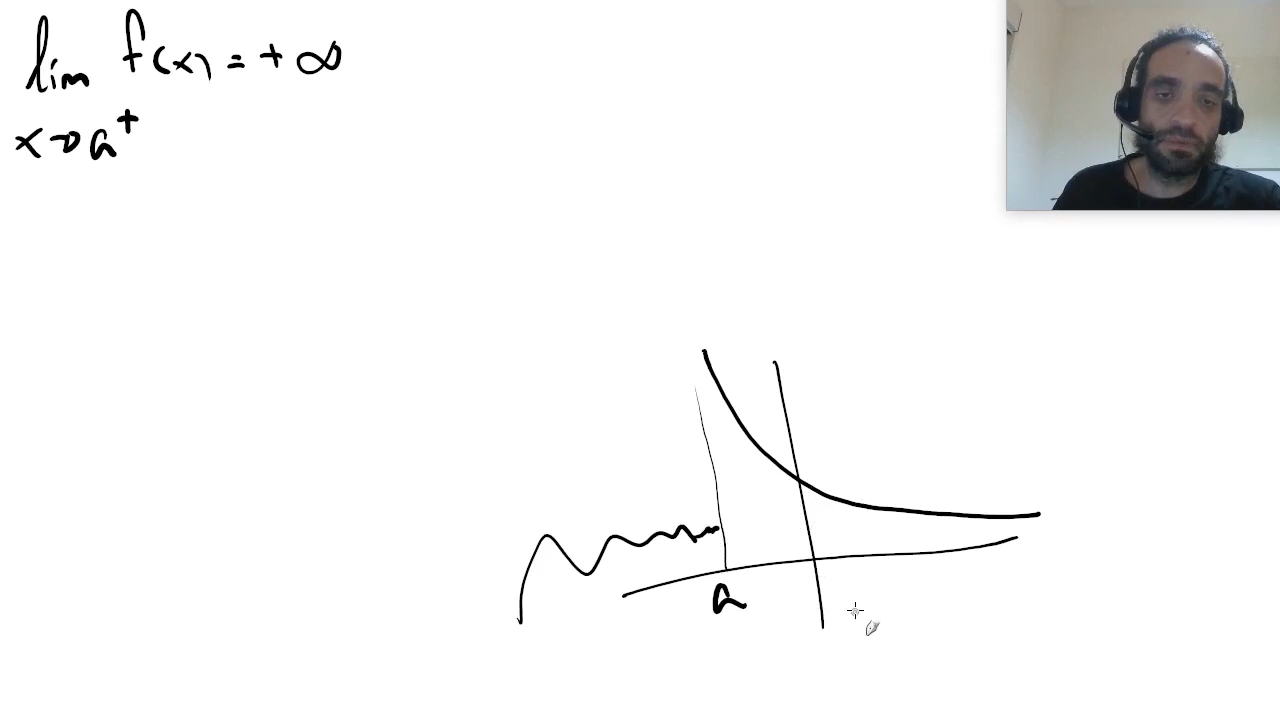 lim f(x) = + ∞
x→a⁺
a